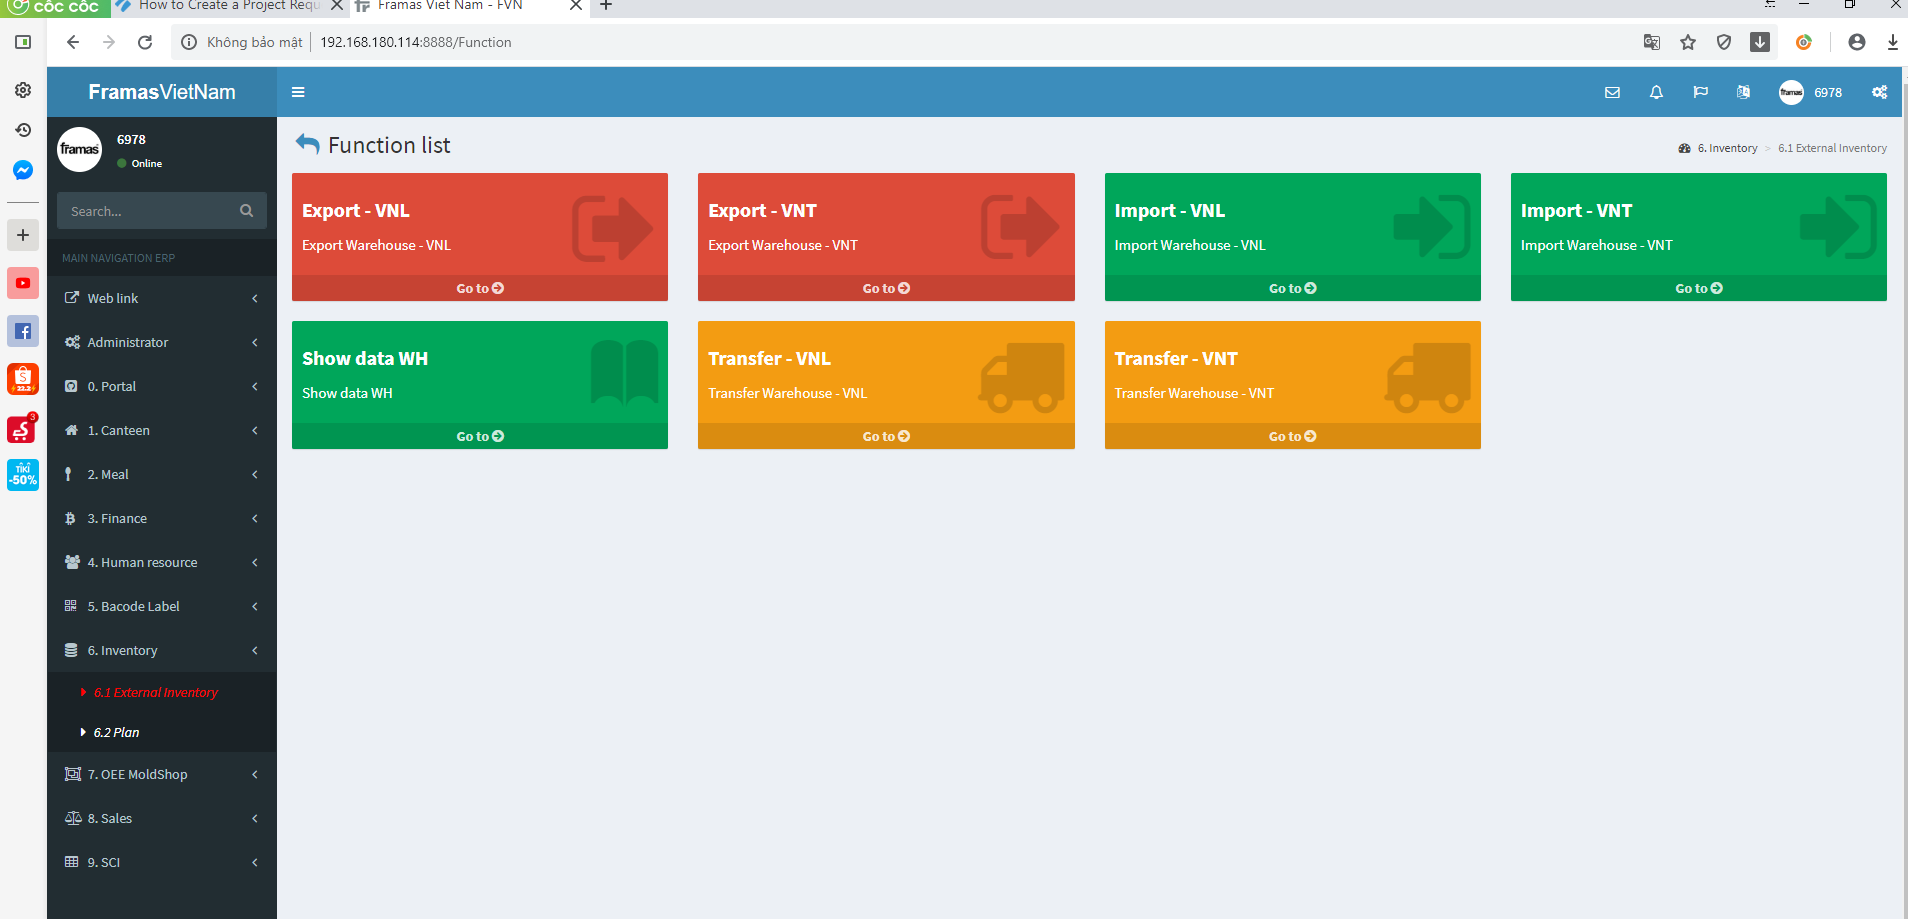 cốc cốc
How to Create a Project Requ
Framas Viet Nam - FVN
Không bảo mật
192.168.180.114:8888/Function
FramasVietNam
6978
framas
6978
Online
Search...
MAIN NAVIGATION ERP
Web link
Administrator
0. Portal
1. Canteen
2. Meal
3. Finance
4. Human resource
5. Bacode Label
6. Inventory
6.1 External Inventory
6.2 Plan
7. OEE MoldShop
8. Sales
9. SCI
3
TIKI
-50%
Function list
6. Inventory > 6.1 External Inventory
Export - VNL
Export Warehouse - VNL
Go to
Export - VNT
Export Warehouse - VNT
Go to
Import - VNL
Import Warehouse - VNL
Go to
Import - VNT
Import Warehouse - VNT
Go to
Show data WH
Show data WH
Go to
Transfer - VNL
Transfer Warehouse - VNL
Go to
Transfer - VNT
Transfer Warehouse - VNT
Go to